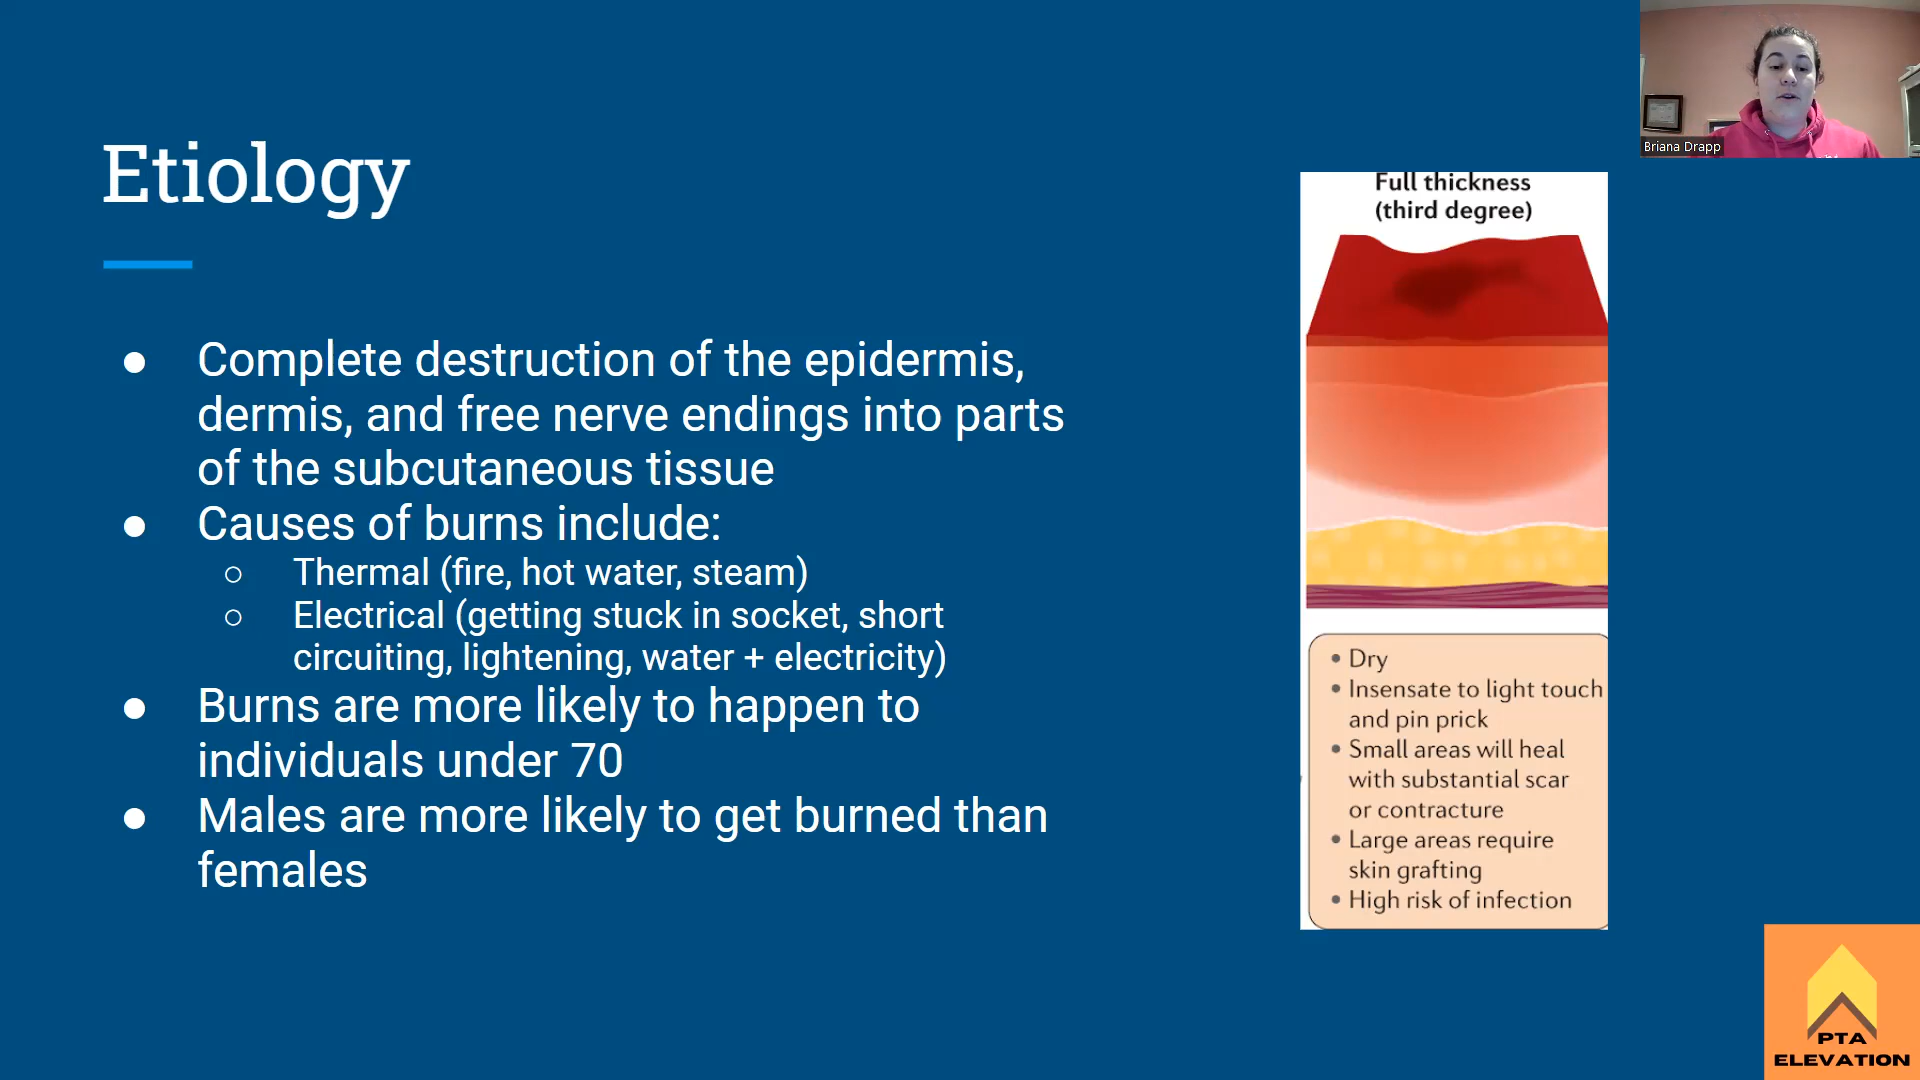 Briana Drapp
Etiology
● Complete destruction of the epidermis,
dermis, and free nerve endings into parts
of the subcutaneous tissue
● Causes of burns include:
○ Thermal (fire, hot water, steam)
○ Electrical (getting stuck in socket, short
circuiting, lightening, water + electricity)
● Burns are more likely to happen to
individuals under 70
● Males are more likely to get burned than
females
Full thickness
(third degree)
• Dry
• Insensate to light touch
and pin prick
• Small areas will heal
with substantial scar
or contracture
• Large areas require
skin grafting
• High risk of infection
PTA
ELEVATION